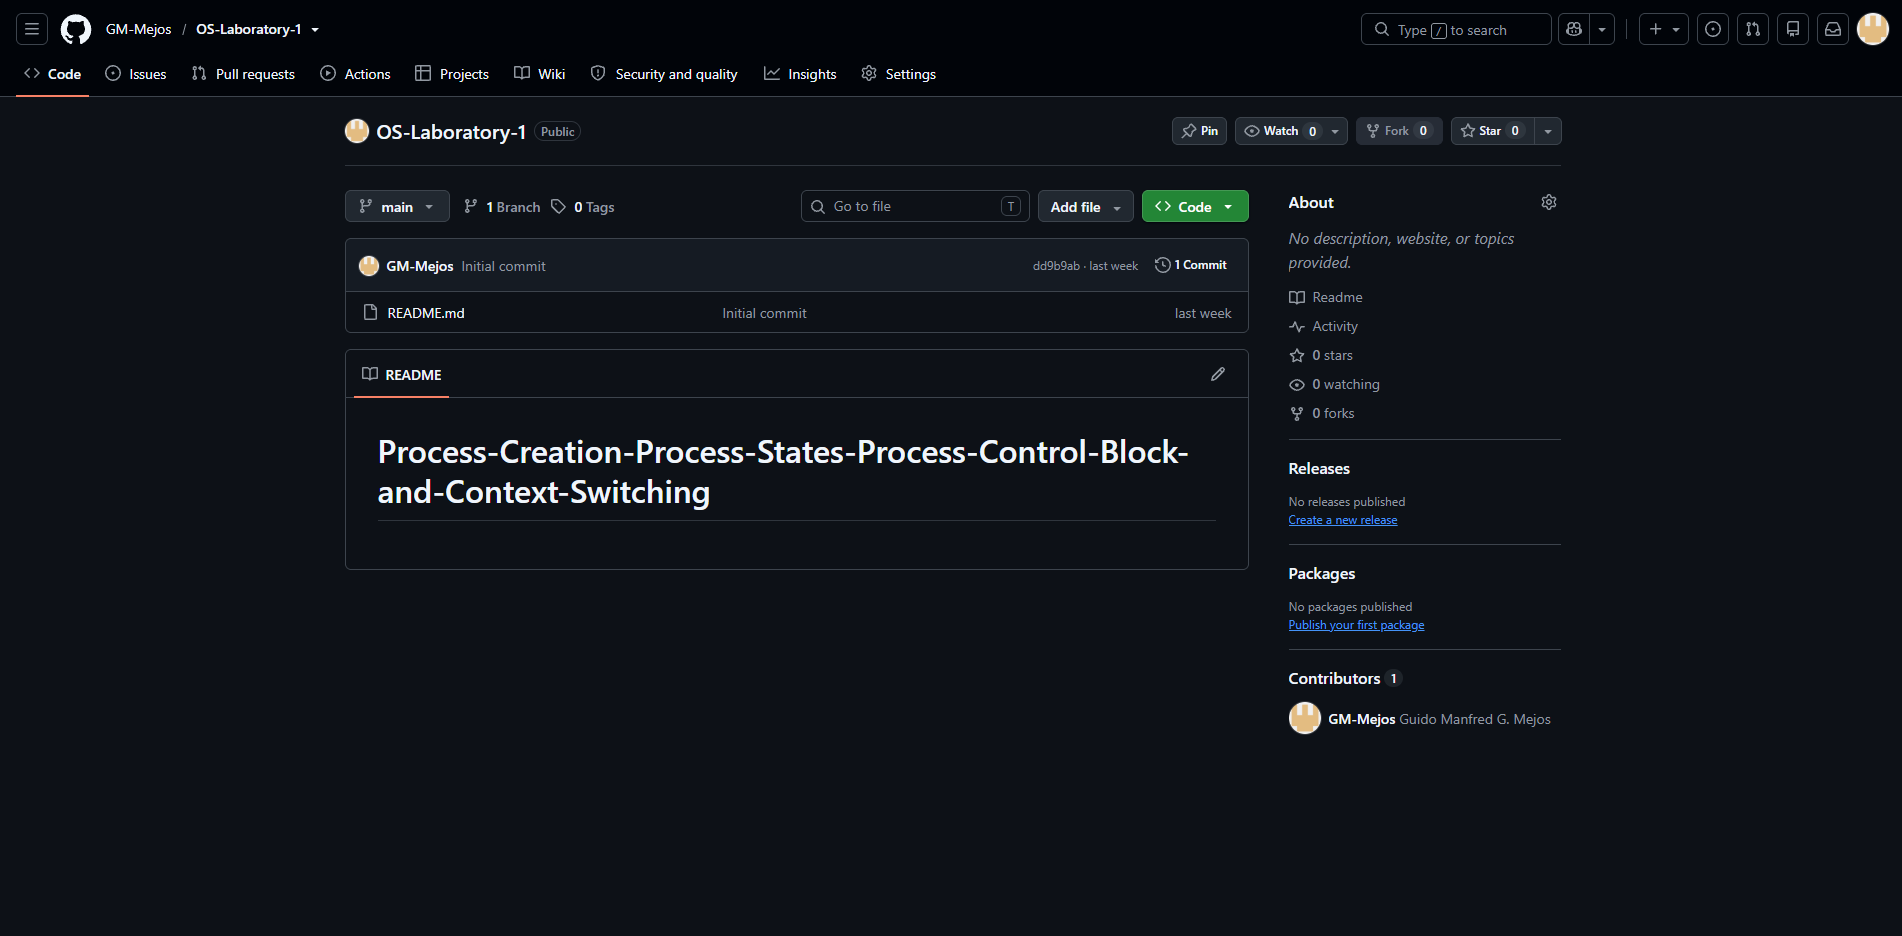 GM-Mejos / OS-Laboratory-1
Type / to search
Code Issues Pull requests Actions Projects Wiki Security and quality Insights Settings
OS-Laboratory-1 Public
Pin Watch 0 Fork 0 Star 0
main 1 Branch 0 Tags Go to file T Add file Code
GM-Mejos Initial commit dd9b9ab · last week 1 Commit
README.md Initial commit last week
README
Process-Creation-Process-States-Process-Control-Block-
and-Context-Switching
About
No description, website, or topics
provided.
Readme
Activity
0 stars
0 watching
0 forks
Releases
No releases published
Create a new release
Packages
No packages published
Publish your first package
Contributors 1
GM-Mejos Guido Manfred G. Mejos